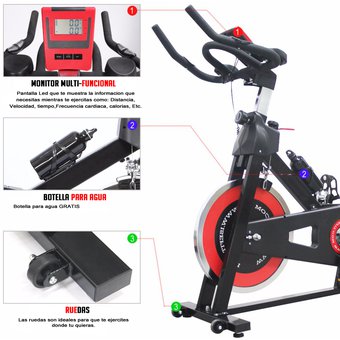 1
MONITOR MULTI-FUNCIONAL
Pantalla Led que te muestra la informacion que
necesitas mientras te ejercitas como: Distancia,
Velocidad, tiempo,Frecuencia cardiaca, calorias, Etc.
2
BOTELLA PARA AGUA
Botella para agua GRATIS
3
RUEDAS
Las ruedas son ideales para que te ejercites
donde tu quieras.
1
2
3